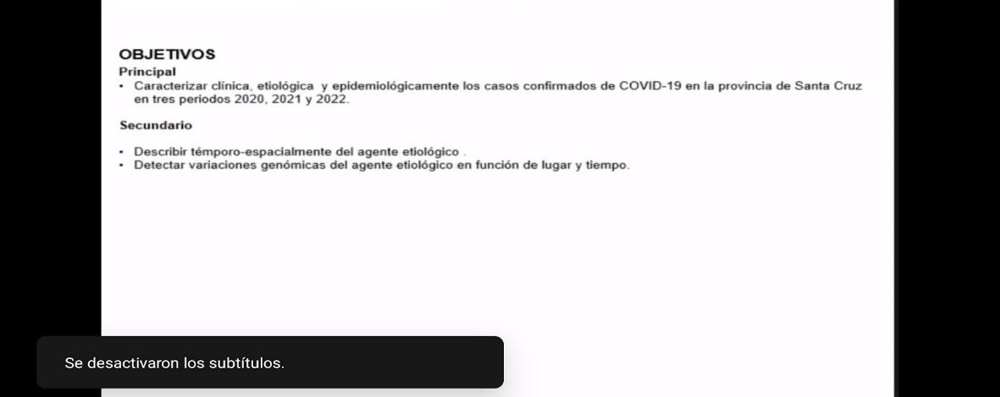 OBJETIVOS
Principal
• Caracterizar clínica, etiológica y epidemiológicamente los casos confirmados de COVID-19 en la provincia de Santa Cruz
en tres periodos 2020, 2021 y 2022.
Secundario
• Describir témporo-espacialmente del agente etiológico .
• Detectar variaciones genómicas del agente etiológico en función de lugar y tiempo.
Se desactivaron los subtítulos.